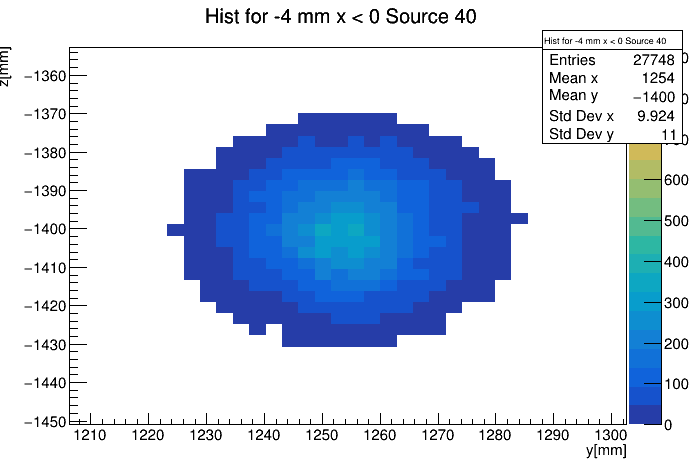 Hist for -4 mm x < 0 Source 40
z[mm]
Hist for -4 mm x < 0 Source 40
Entries 27748
Mean x 1254
Mean y −1400
Std Dev x 9.924
Std Dev y 11
−1360
−1370
−1380
−1390
−1400
−1410
−1420
−1430
−1440
−1450
1210 1220 1230 1240 1250 1260 1270 1280 1290 1300
y[mm]
600
500
400
300
200
100
0